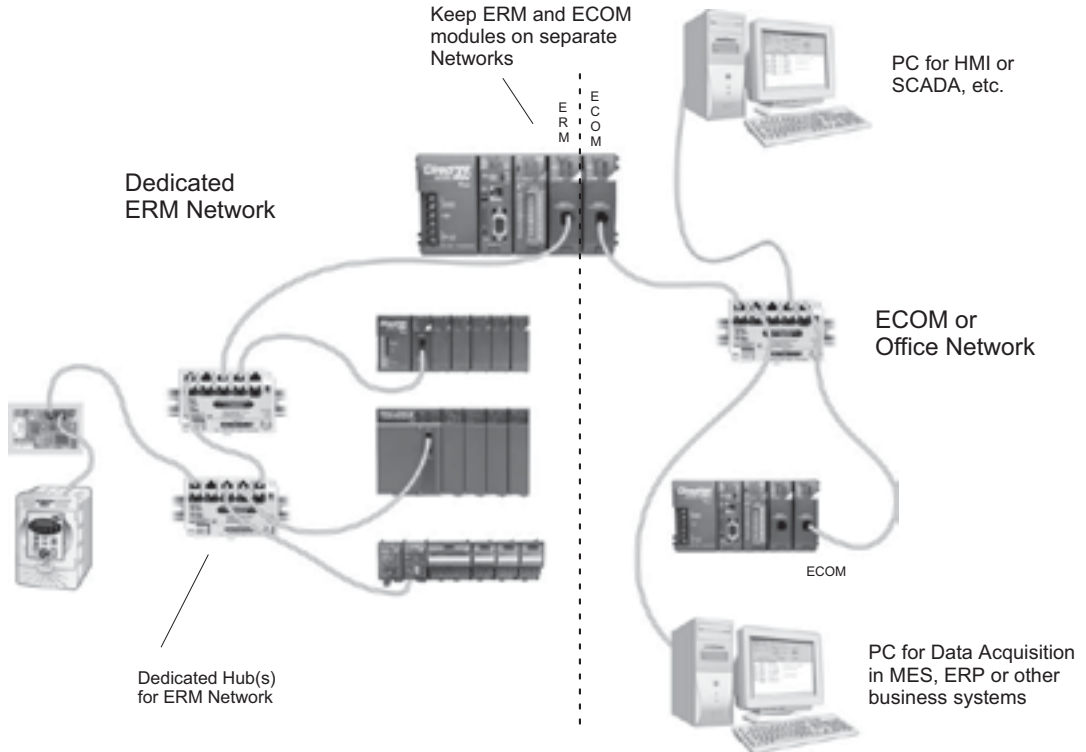 Keep ERM and ECOM
modules on separate
Networks
PC for HMI or
SCADA, etc.
ERM
ECOM
Dedicated
ERM Network
ECOM or
Office Network
ECOM
Dedicated Hub(s)
for ERM Network
PC for Data Acquisition
in MES, ERP or other
business systems